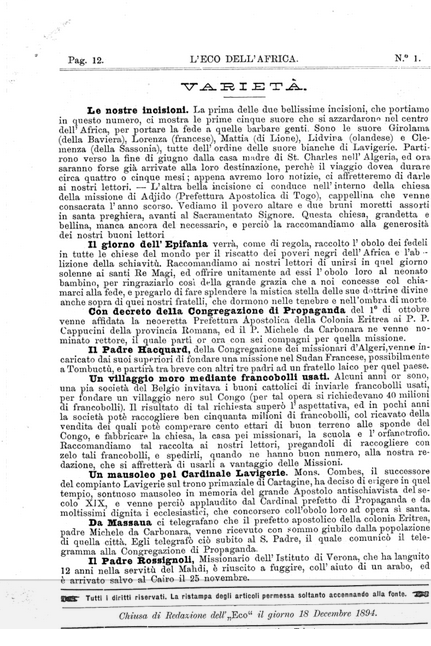 Pag. 12. L'ECO DELL'AFRICA. N.º 1.
VARIETÀ.
Le nostre incisioni. La prima delle due bellissime incisioni, che portiamo
in questo numero, ci mostra le prime cinque suore che si azzardarono nel centro
dell'Africa, per portare la fede a quelle barbare genti. Sono le suore Girolama
(della Baviera), Lorenza (francese), Mattia (di Lione), Lidvina (olandese) e Cle-
menza (della Sassonia), tutte dell'ordine delle suore bianche di Lavigerie. Parti-
rono verso la fine di giugno dalla casa madre di St. Charles nell'Algeria, ed ora
saranno forse già arrivate alla loro destinazione, perchè il viaggio dovea durare
circa quattro o cinque mesi; appena avremo loro notizie, ci affretteremo di darle
ai nostri lettori. — L'altra bella incisione ci conduce nell'interno della chiesa
della missione di Adjido (Prefettura Apostolica di Togo), cappellina che venne
consacrata l'anno scorso. Vediamo il povero altare e due bruni moretti assorti
in santa preghiera, avanti al Sacramentato Signore. Questa chiesa, grandetta e
bellina, manca ancora del necessario, e perciò la raccomandiamo alla generosità
dei nostri buoni lettori
Il giorno dell'Epifania verrà, come di regola, raccolto l'obolo dei fedeli
in tutte le chiese del mondo per il riscatto dei poveri negri dell'Africa e l'abo-
lizione della schiavitù. Raccomandiamo ai nostri lettori di unirsi in quel giorno
solenne ai santi Re Magi, ed offrire unitamente ad essi l'obolo loro al neonato
bambino, per ringraziarlo così della grande grazia che a noi concesse col chia-
marci alla fede, e pregarlo di fare splendere la mistica stella delle sue dottrine divine
anche sopra di quei nostri fratelli, che dormono nelle tenebre e nell'ombra di morte
Con decreto della Congregazione di Propaganda del 1º di ottobre
venne affidata la neoeretta Prefettura Apostolica della Colonia Eritrea ai P. P.
Cappucini della provincia Romana, ed il P. Michele da Carbonara ne venne no-
minato rettore, il quale partì or ora con sei compagni per quella missione.
Il Padre Hacquard, della Congregazione dei missionari d'Algeri, venne in-
caricato dai suoi superiori di fondare una missione nel Sudan Francese, possibilmente
a Tombuctù, e partirà tra breve con altri tre padri ad un fratello laico per quel paese.
Un villaggio moro mediante francobolli usati. Alcuni anni or sono,
una pia società del Belgio invitava i buoni cattolici di inviarle francobolli usati,
per fondare un villaggio nero sul Congo (per tal opera si richiedevano 40 milioni
di francobolli). Il risultato di tal richiesta superò l'aspettativa, ed in pochi anni
la società potè raccogliere ben cinquanta milioni di francobolli, col ricavato della
vendita dei quali potè comperare cento ettari di buon terreno alle sponde del
Congo, e fabbricare la chiesa, la casa pei missionari, la scuola e l'orfanotrofio.
Raccomandiamo tal raccolta ai nostri lettori, pregandoli di raccogliere con
zelo tali francobolli, e spedirli, quando ne hanno buon numero, alla nostra re-
dazione, che si affretterà di usarli a vantaggio delle Missioni.
Un mausoleo pel Cardinale Lavigerie. Mons. Combes, il successore
del compianto Lavigerie sul trono primaziale di Cartagine, ha deciso di erigere in quel
tempio, sontuoso mausoleo in memoria del grande Apostolo antischiavista del se-
colo XIX, e venne perciò applaudito dal Cardinal prefetto di Propaganda e da
moltissimi dignita i ecclesiastici, che concorsero coll'obolo loro ad opera sì santa.
Da Massaua ci telegrafano che il prefetto apostolico della colonia Eritrea,
padre Michele da Carbonara, venne ricevuto con sommo giubilo dalla popolazione
di quella città. Egli telegrafò ciò subito al S. Padre, il quale comunicò il tele-
gramma alla Congregazione di Propaganda.
Il Padre Rossignoli, Missionario dell'Istituto di Verona, che ha languito
12 anni nella servitù del Mahdi, è riuscito a fuggire, coll'aiuto di un arabo, ed
è arrivato salvo al Cairo il 25 novembre.
Tutti i diritti riservati. La ristampa degli articoli permessa soltanto accennando alla fonte.
Chiusa di Redazione dell'„Eco“ il giorno 18 Decembre 1894.